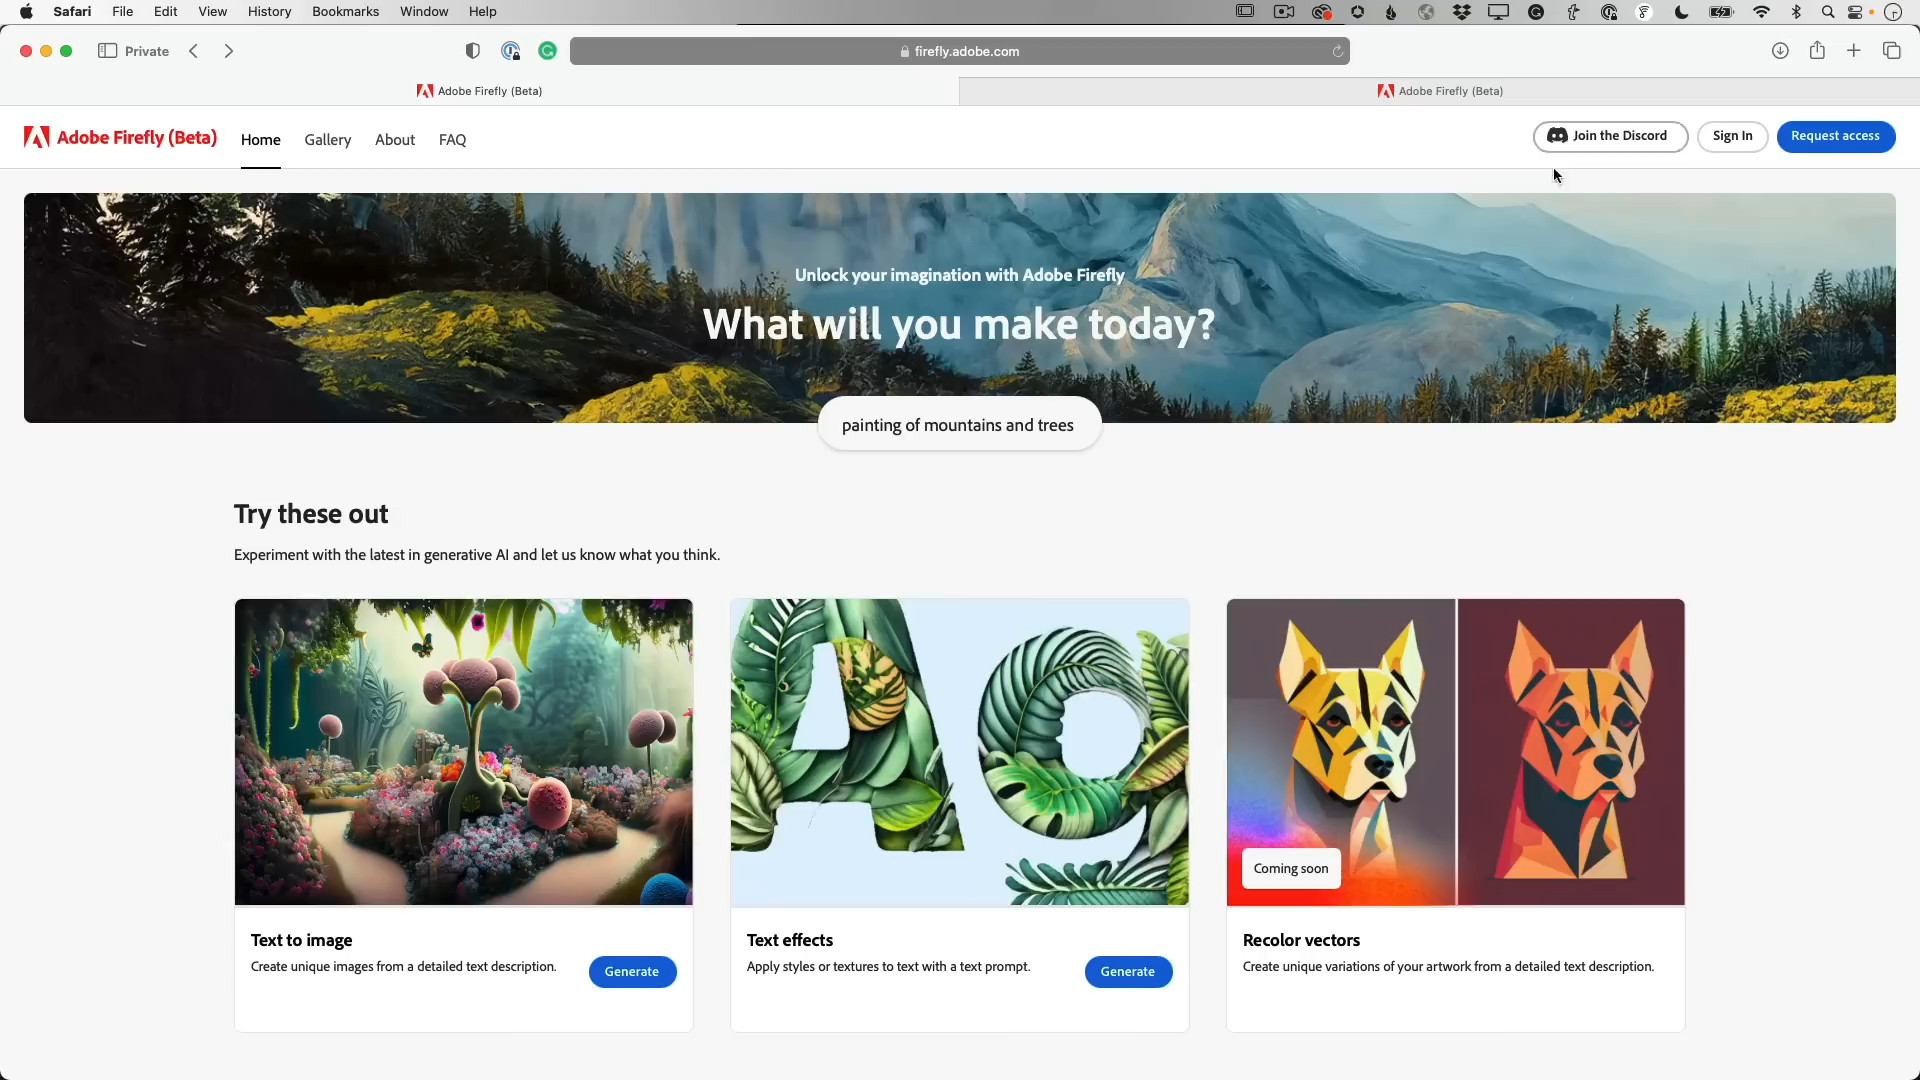 Safari File Edit View History Bookmarks Window Help
Private
firefly.adobe.com
Adobe Firefly (Beta)
Adobe Firefly (Beta)
Adobe Firefly (Beta) Home Gallery About FAQ
Join the Discord
Sign In
Request access
Unlock your imagination with Adobe Firefly
What will you make today?
painting of mountains and trees
Try these out
Experiment with the latest in generative AI and let us know what you think.
Ag
Coming soon
Text to image
Create unique images from a detailed text description.
Generate
Text effects
Apply styles or textures to text with a text prompt.
Generate
Recolor vectors
Create unique variations of your artwork from a detailed text description.